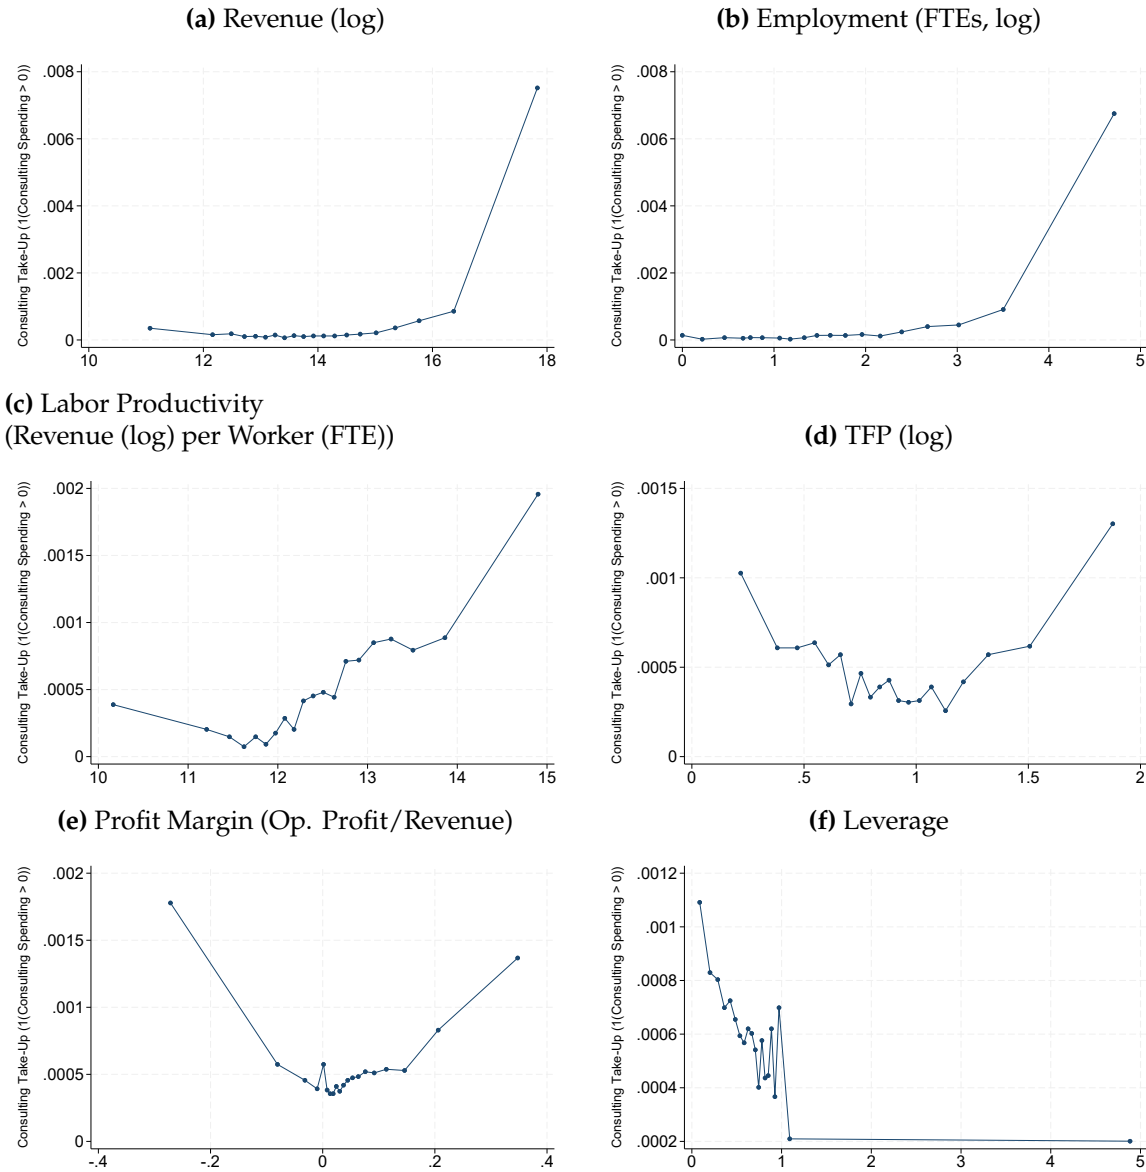 (a) Revenue (log)
Consulting Take-Up (1(Consulting Spending > 0))
.008
.006
.004
.002
0
10 12 14 16 18
(b) Employment (FTEs, log)
Consulting Take-Up (1(Consulting Spending > 0))
.008
.006
.004
.002
0
0 1 2 3 4 5
(c) Labor Productivity
(Revenue (log) per Worker (FTE))
Consulting Take-Up (1(Consulting Spending > 0))
.002
.0015
.001
.0005
0
10 11 12 13 14 15
(d) TFP (log)
Consulting Take-Up (1(Consulting Spending > 0))
.0015
.001
.0005
0
0 .5 1 1.5 2
(e) Profit Margin (Op. Profit/Revenue)
Consulting Take-Up (1(Consulting Spending > 0))
.002
.0015
.001
.0005
0
-.4 -.2 0 .2 .4
(f) Leverage
Consulting Take-Up (1(Consulting Spending > 0))
.0012
.001
.0008
.0006
.0004
.0002
0 1 2 3 4 5